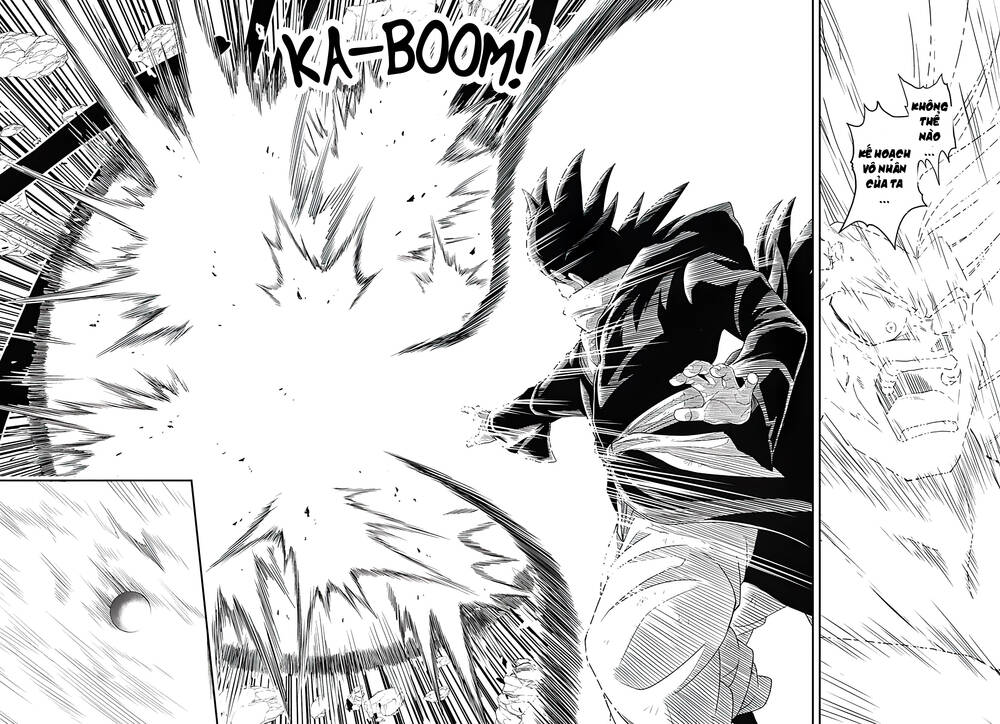 KHÔNG
THỂ
NÀO
...
KẾ HOẠCH
VÔ NHÂN
CỦA TA
...
KA-BOOM!